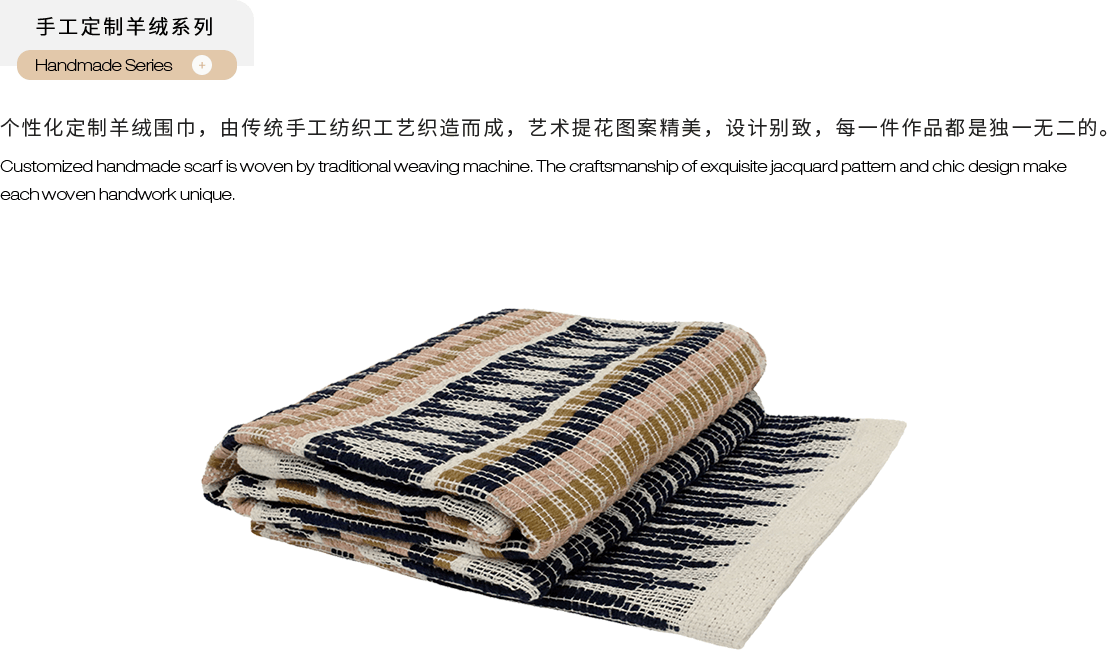 手工定制羊绒系列
Handmade Series +
个性化定制羊绒围巾，由传统手工纺织工艺织造而成，艺术提花图案精美，设计别致，每一件作品都是独一无二的。
Customized handmade scarf is woven by traditional weaving machine. The craftsmanship of exquisite jacquard pattern and chic design make
each woven handwork unique.